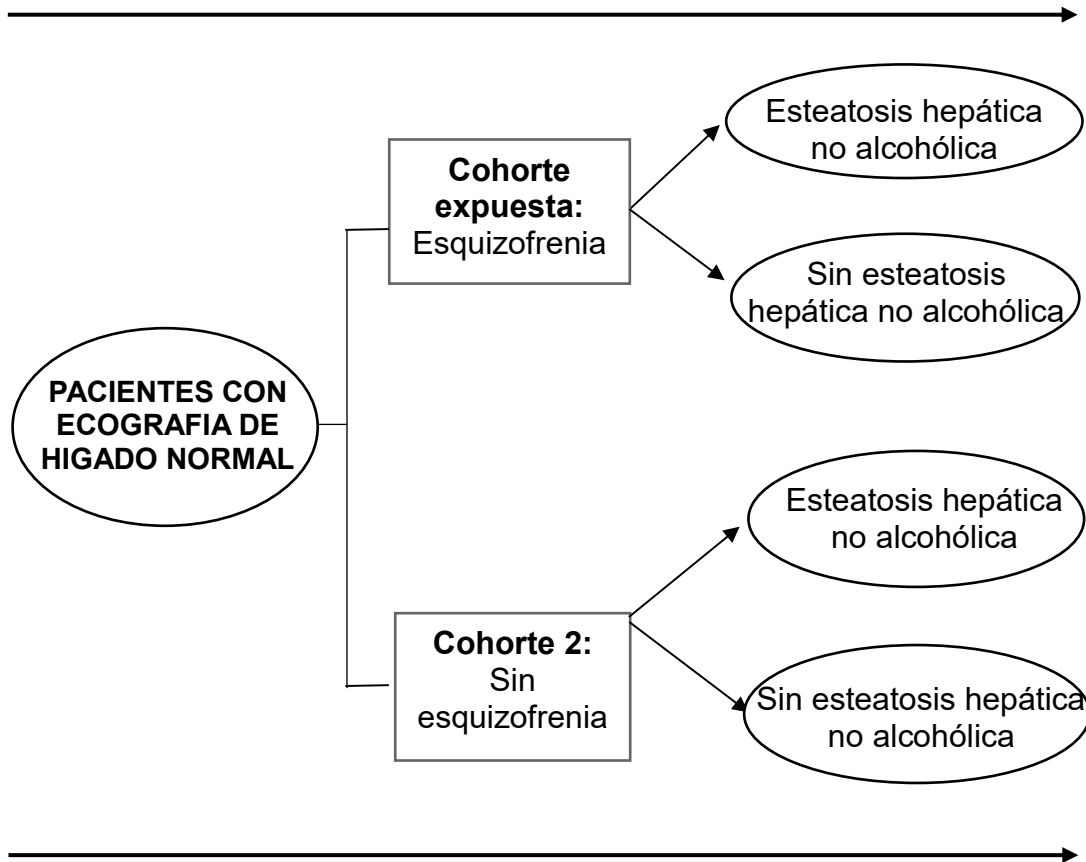 Esteatosis hepática
no alcohólica
Cohorte
expuesta:
Esquizofrenia
Sin esteatosis
hepática no alcohólica
PACIENTES CON
ECOGRAFIA DE
HIGADO NORMAL
Esteatosis hepática
no alcohólica
Cohorte 2:
Sin
esquizofrenia
Sin esteatosis hepática
no alcohólica